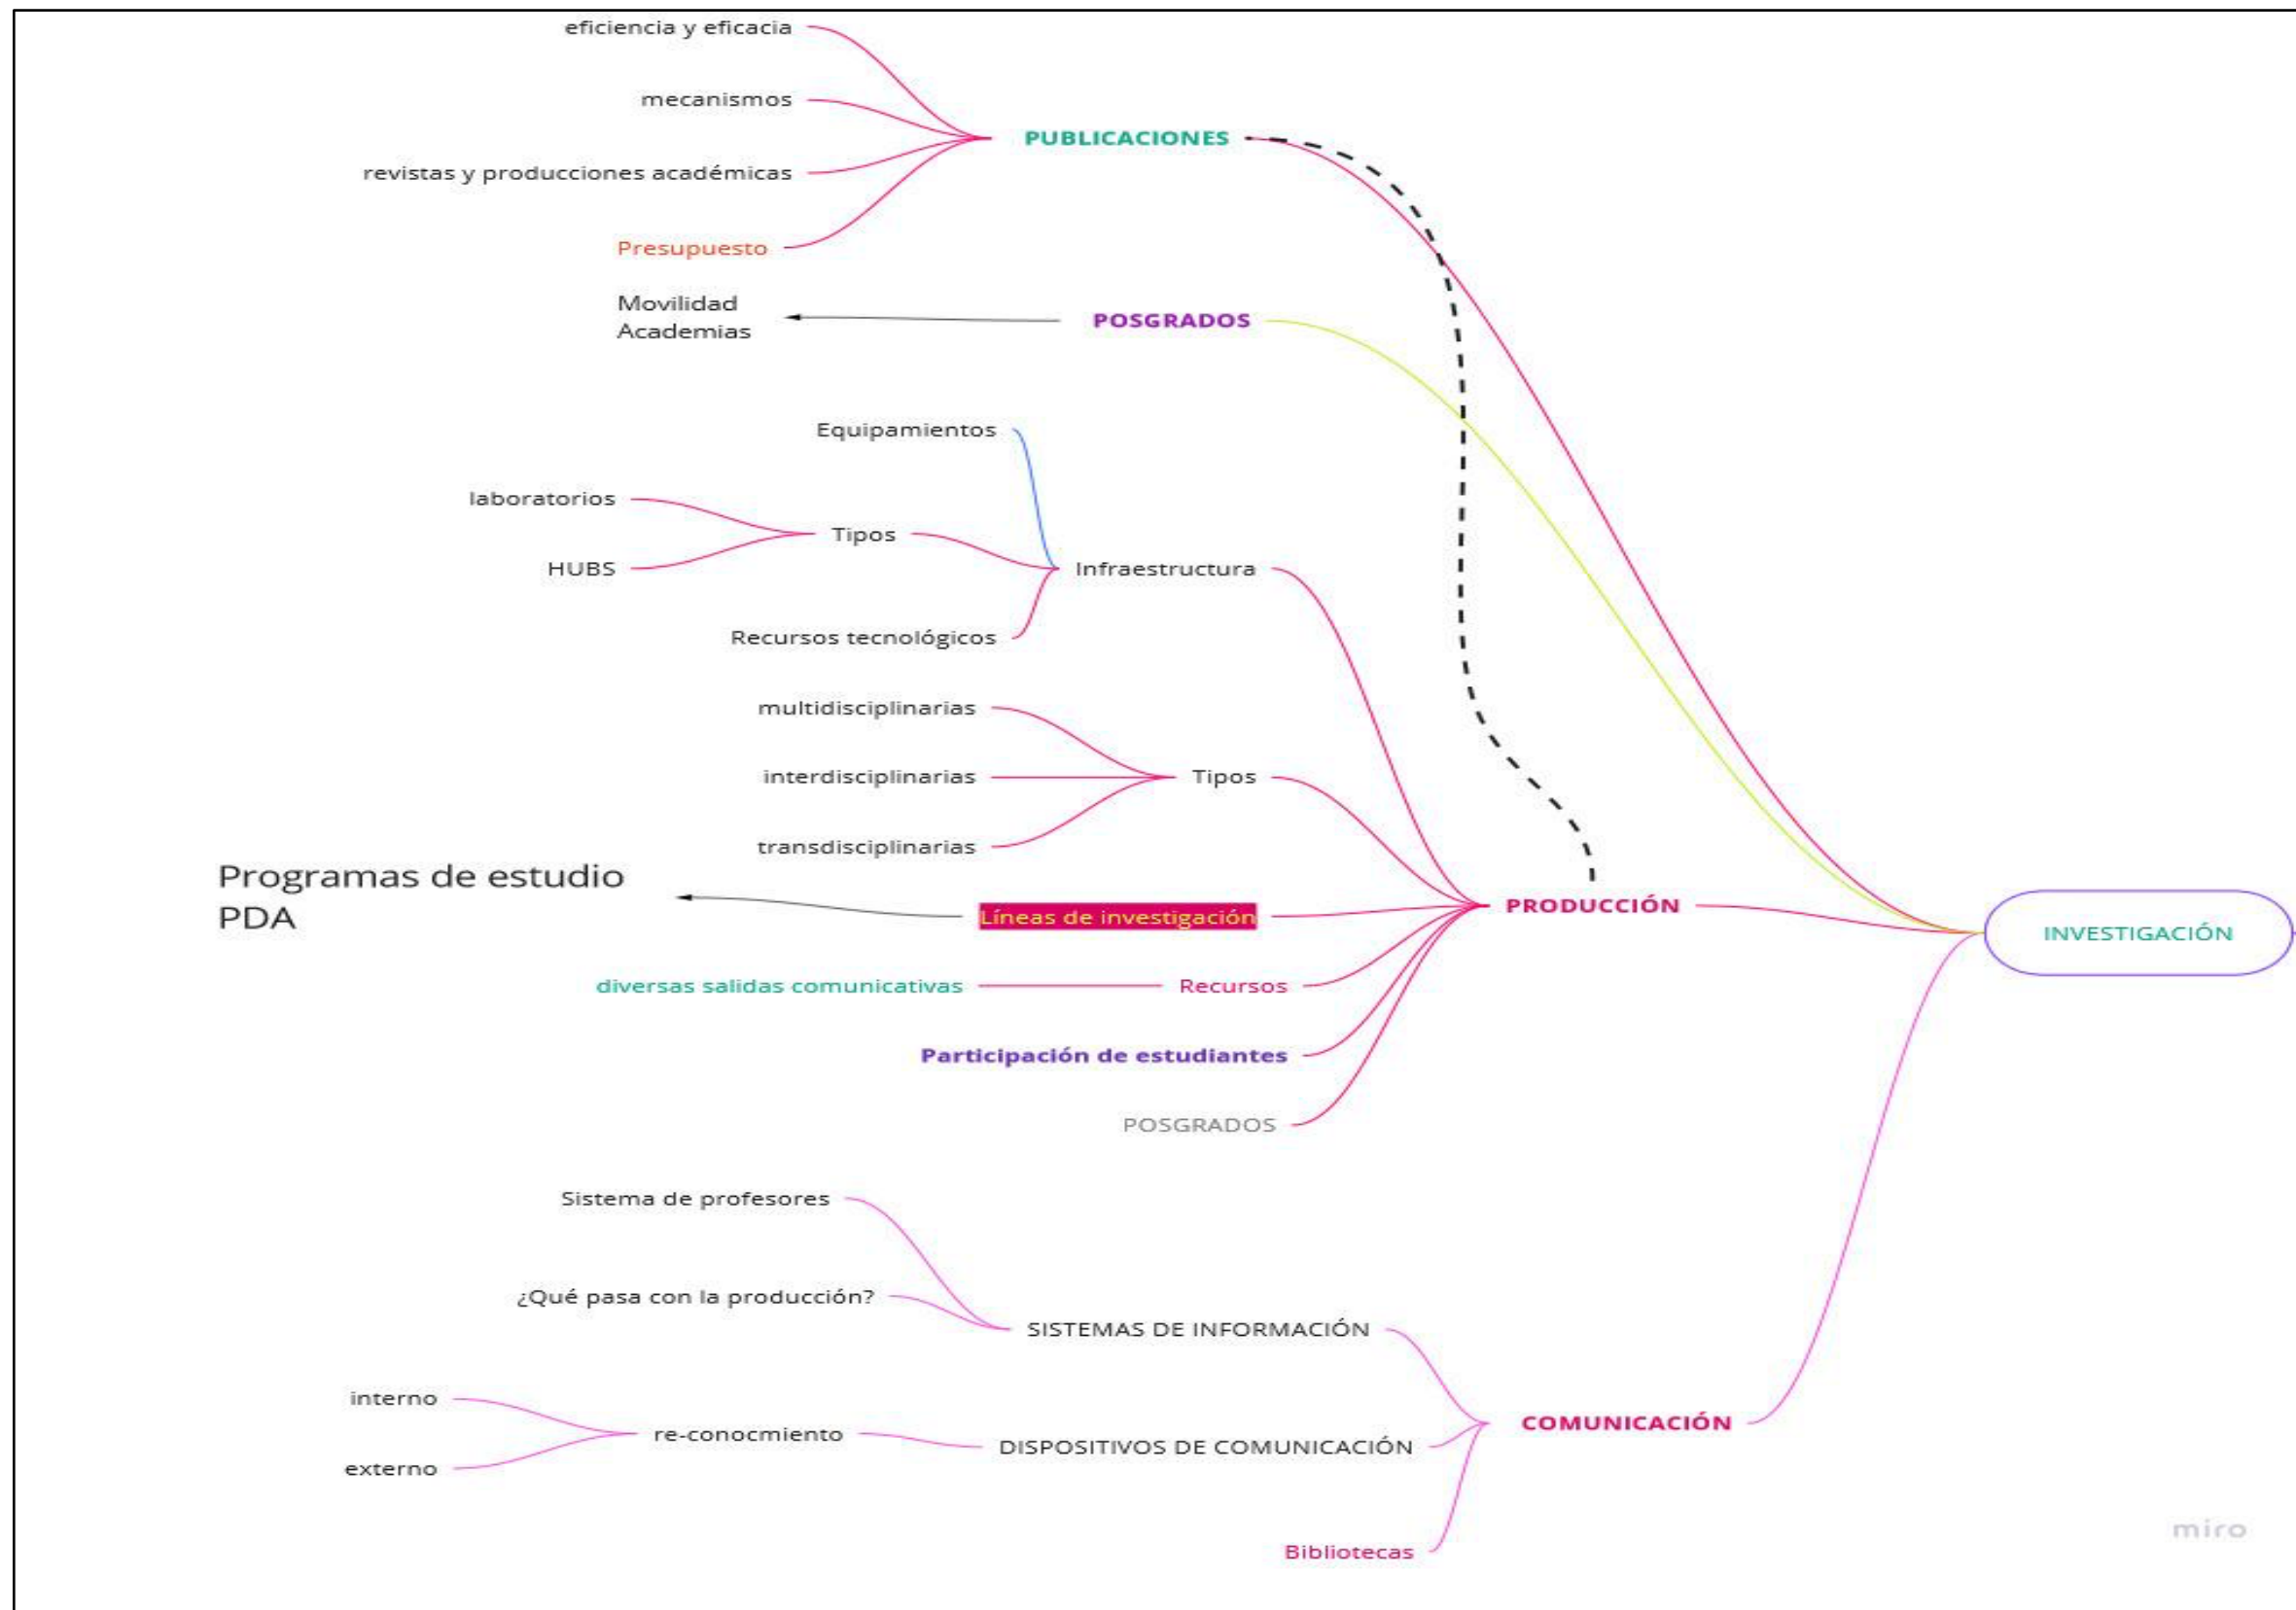 eficiencia y eficacia
mecanismos
PUBLICACIONES
revistas y producciones académicas
Presupuesto
Movilidad
Academias
POSGRADOS
Equipamientos
laboratorios
Tipos
HUBS
Infraestructura
Recursos tecnológicos
multidisciplinarias
interdisciplinarias
Tipos
transdisciplinarias
Programas de estudio
PDA
Líneas de investigación
PRODUCCIÓN
INVESTIGACIÓN
diversas salidas comunicativas
Recursos
Participación de estudiantes
POSGRADOS
Sistema de profesores
¿Qué pasa con la producción?
SISTEMAS DE INFORMACIÓN
interno
re-conocmiento
externo
DISPOSITIVOS DE COMUNICACIÓN
COMUNICACIÓN
Bibliotecas
miro